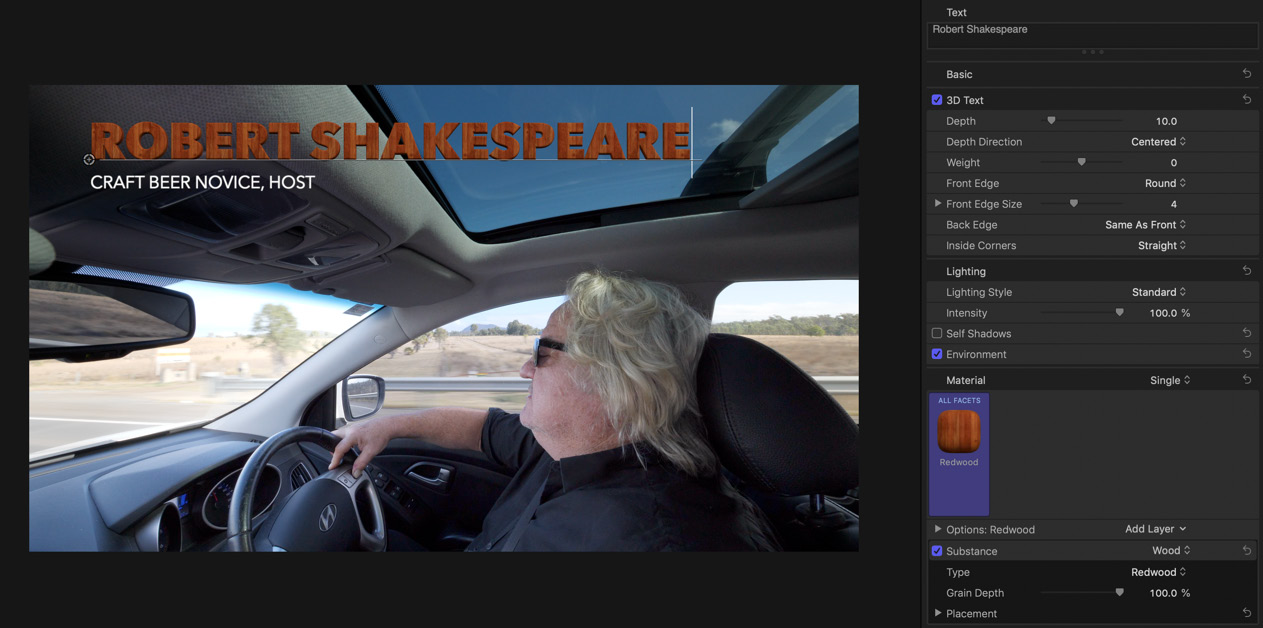 ROBERT SHAKESPEARE
CRAFT BEER NOVICE, HOST
Text
Robert Shakespeare
Basic
3D Text
Depth 10.0
Depth Direction Centered
Weight 0
Front Edge Round
Front Edge Size 4
Back Edge Same As Front
Inside Corners Straight
Lighting
Lighting Style Standard
Intensity 100.0 %
Self Shadows
Environment
Material Single
ALL FACETS
Redwood
Options: Redwood Add Layer
Substance Wood
Type Redwood
Grain Depth 100.0 %
Placement